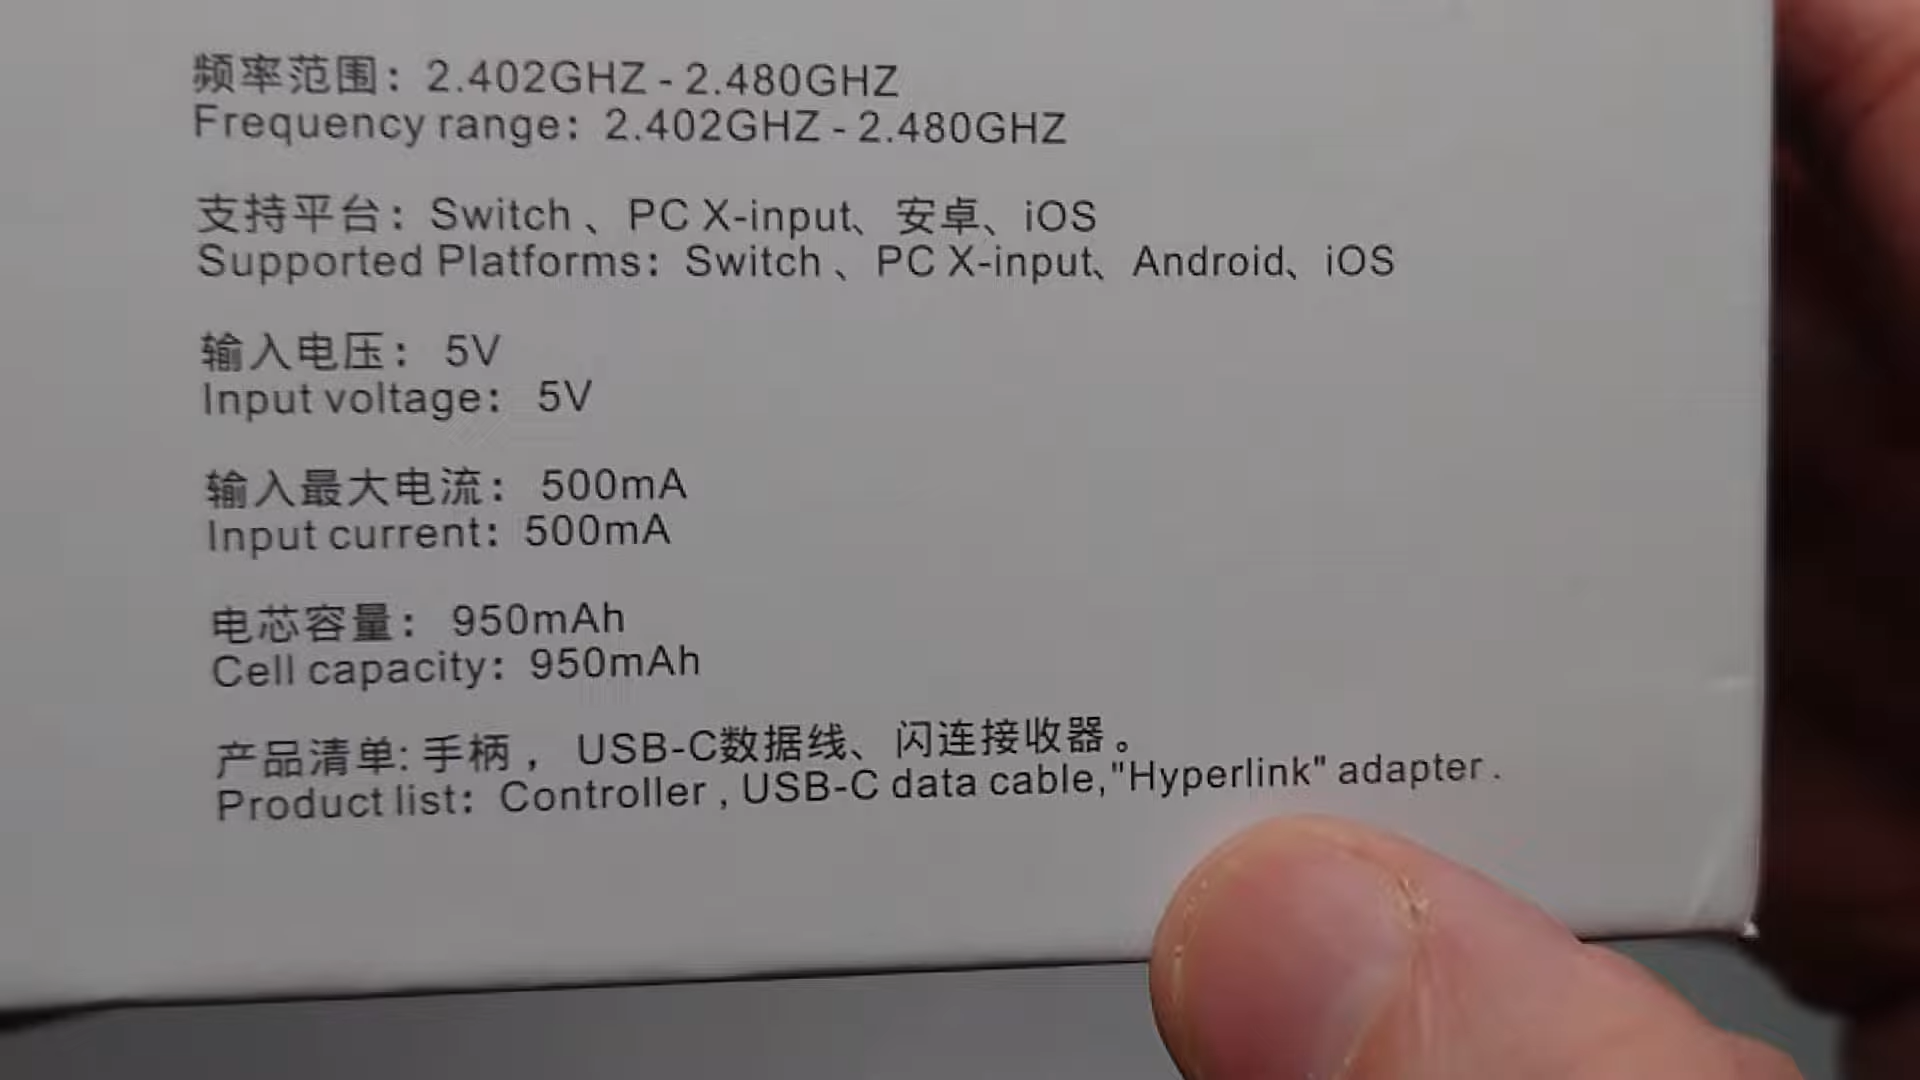 频率范围：2.402GHZ - 2.480GHZ
Frequency range：2.402GHZ - 2.480GHZ
支持平台：Switch 、PC X-input、安卓、iOS
Supported Platforms：Switch 、PC X-input、Android、iOS
输入电压： 5V
Input voltage： 5V
输入最大电流： 500mA
Input current：500mA
电芯容量： 950mAh
Cell capacity：950mAh
产品清单: 手柄， USB-C数据线、闪连接收器。
Product list：Controller , USB-C data cable,"Hyperlink" adapter .